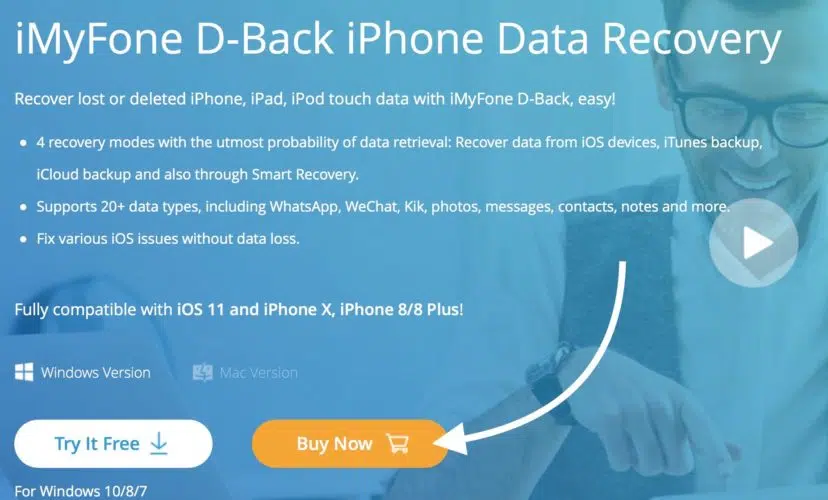 iMyFone D-Back iPhone Data Recovery
Recover lost or deleted iPhone, iPad, iPod touch data with iMyFone D-Back, easy!
• 4 recovery modes with the utmost probability of data retrieval: Recover data from iOS devices, iTunes backup,
iCloud backup and also through Smart Recovery.
• Supports 20+ data types, including WhatsApp, WeChat, Kik, photos, messages, contacts, notes and more.
• Fix various iOS issues without data loss.
Fully compatible with iOS 11 and iPhone X, iPhone 8/8 Plus!
Windows Version Mac Version
Try It Free Buy Now
For Windows 10/8/7